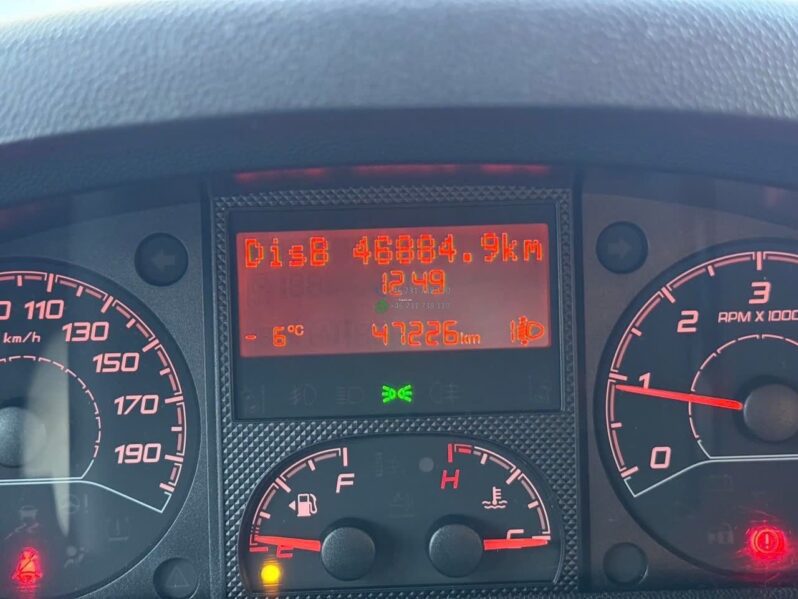 DisB 46884.9km
12:49
- 6°C 47226km 1
110
130
150
170
190
km/h
3
2
1
0
RPM X 1000
F
E
H
C